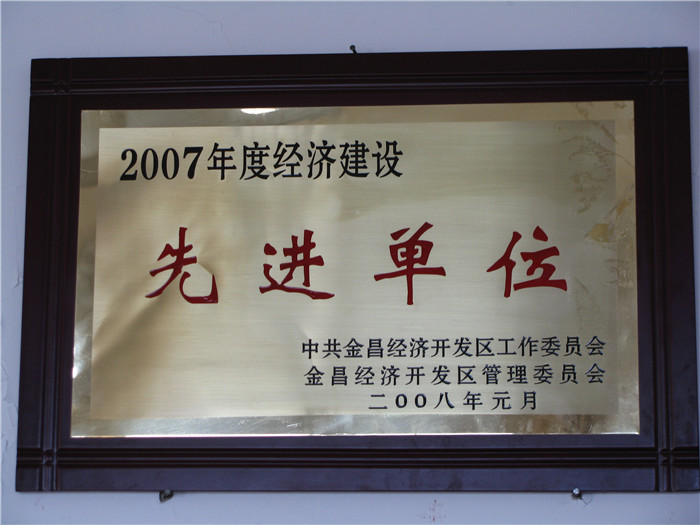 2007年度经济建设
先进单位
中共金昌经济开发区工作委员会
金昌经济开发区管理委员会
二OO八年元月